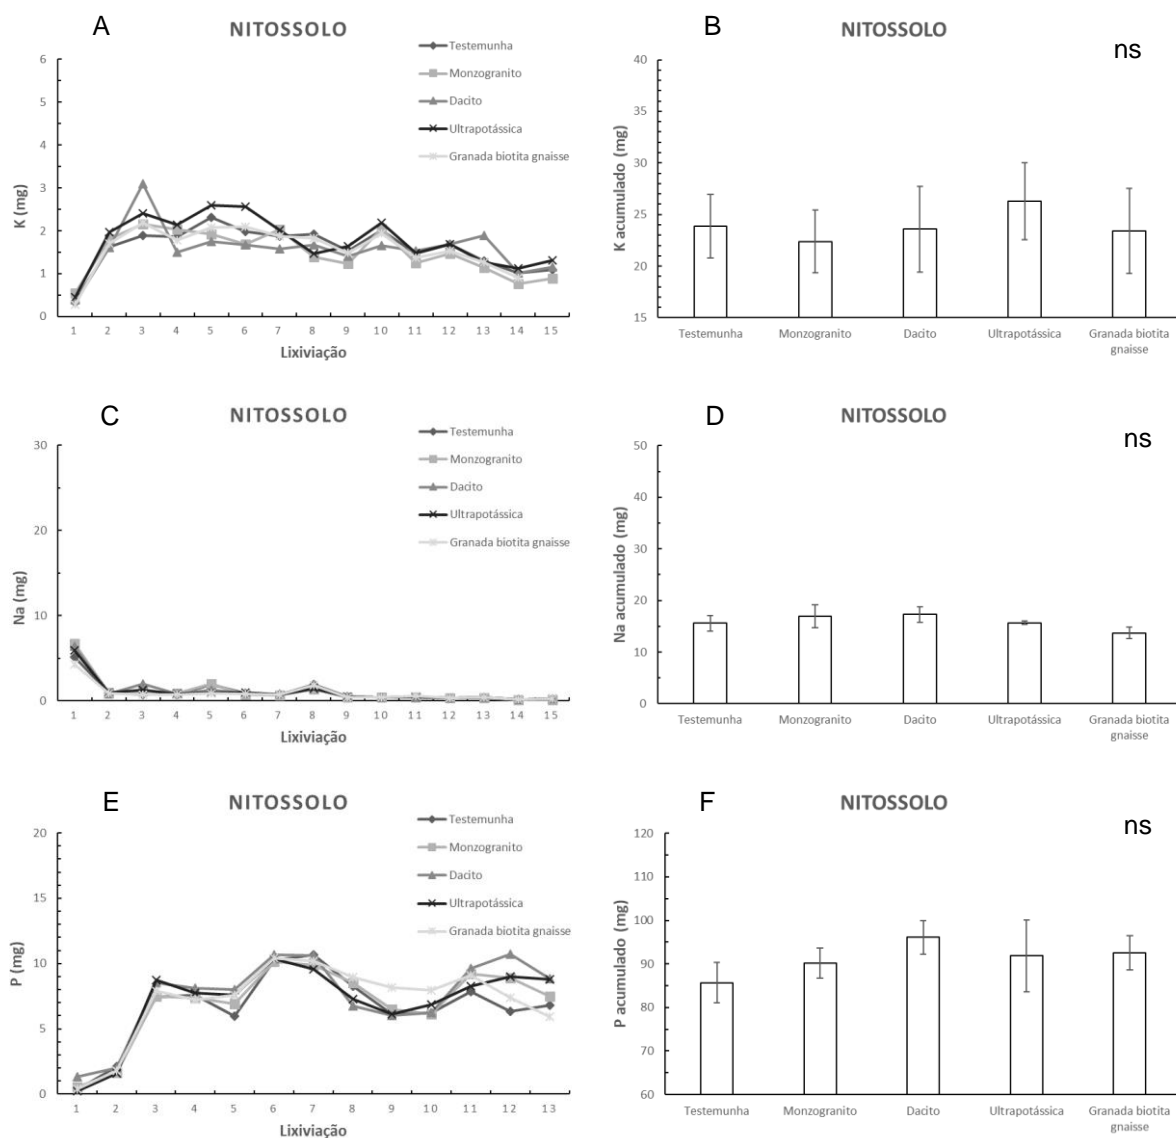 A
NITOSSOLO
Testemunha
Monzogranito
Dacito
Ultrapotássica
Granada biotita gnaisse
6
5
4
3
2
1
0
K (mg)
1 2 3 4 5 6 7 8 9 10 11 12 13 14 15
Lixiviação
B
NITOSSOLO
ns
40
35
30
25
20
15
K acumulado (mg)
Testemunha Monzogranito Dacito Ultrapotássica Granada biotita
gnaisse
C
NITOSSOLO
Testemunha
Monzogranito
Dacito
Ultrapotássica
Granada biotita gnaisse
30
20
10
0
Na (mg)
1 2 3 4 5 6 7 8 9 10 11 12 13 14 15
Lixiviação
D
NITOSSOLO
ns
50
40
30
20
10
0
Na acumulado (mg)
Testemunha Monzogranito Dacito Ultrapotássica Granada biotita
gnaisse
E
NITOSSOLO
Testemunha
Monzogranito
Dacito
Ultrapotássica
Granada biotita gnaisse
20
15
10
5
0
P (mg)
1 2 3 4 5 6 7 8 9 10 11 12 13
Lixiviação
F
NITOSSOLO
ns
120
110
100
90
80
70
60
P acumulado (mg)
Testemunha Monzogranito Dacito Ultrapotássica Granada biotita
gnaisse